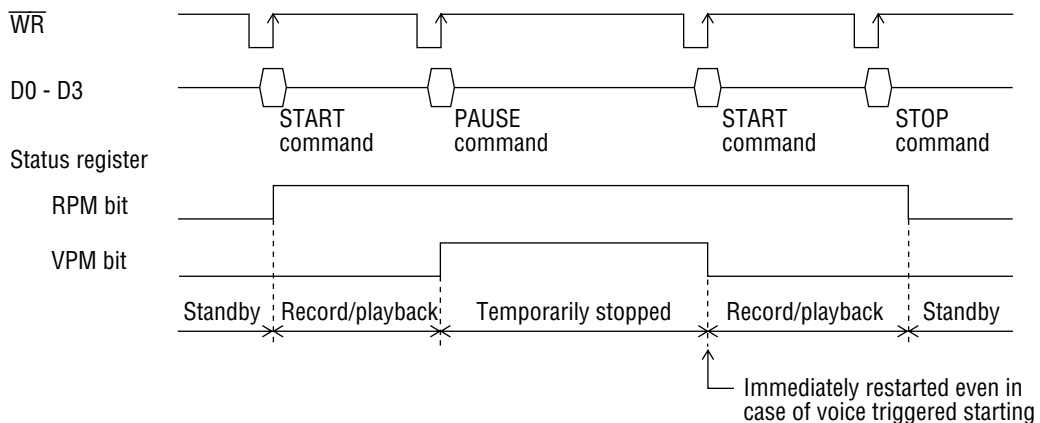 WR
D0 - D3
START command
PAUSE command
START command
STOP command
Status register
RPM bit
VPM bit
Standby
Record/playback
Temporarily stopped
Record/playback
Standby
Immediately restarted even in
case of voice triggered starting